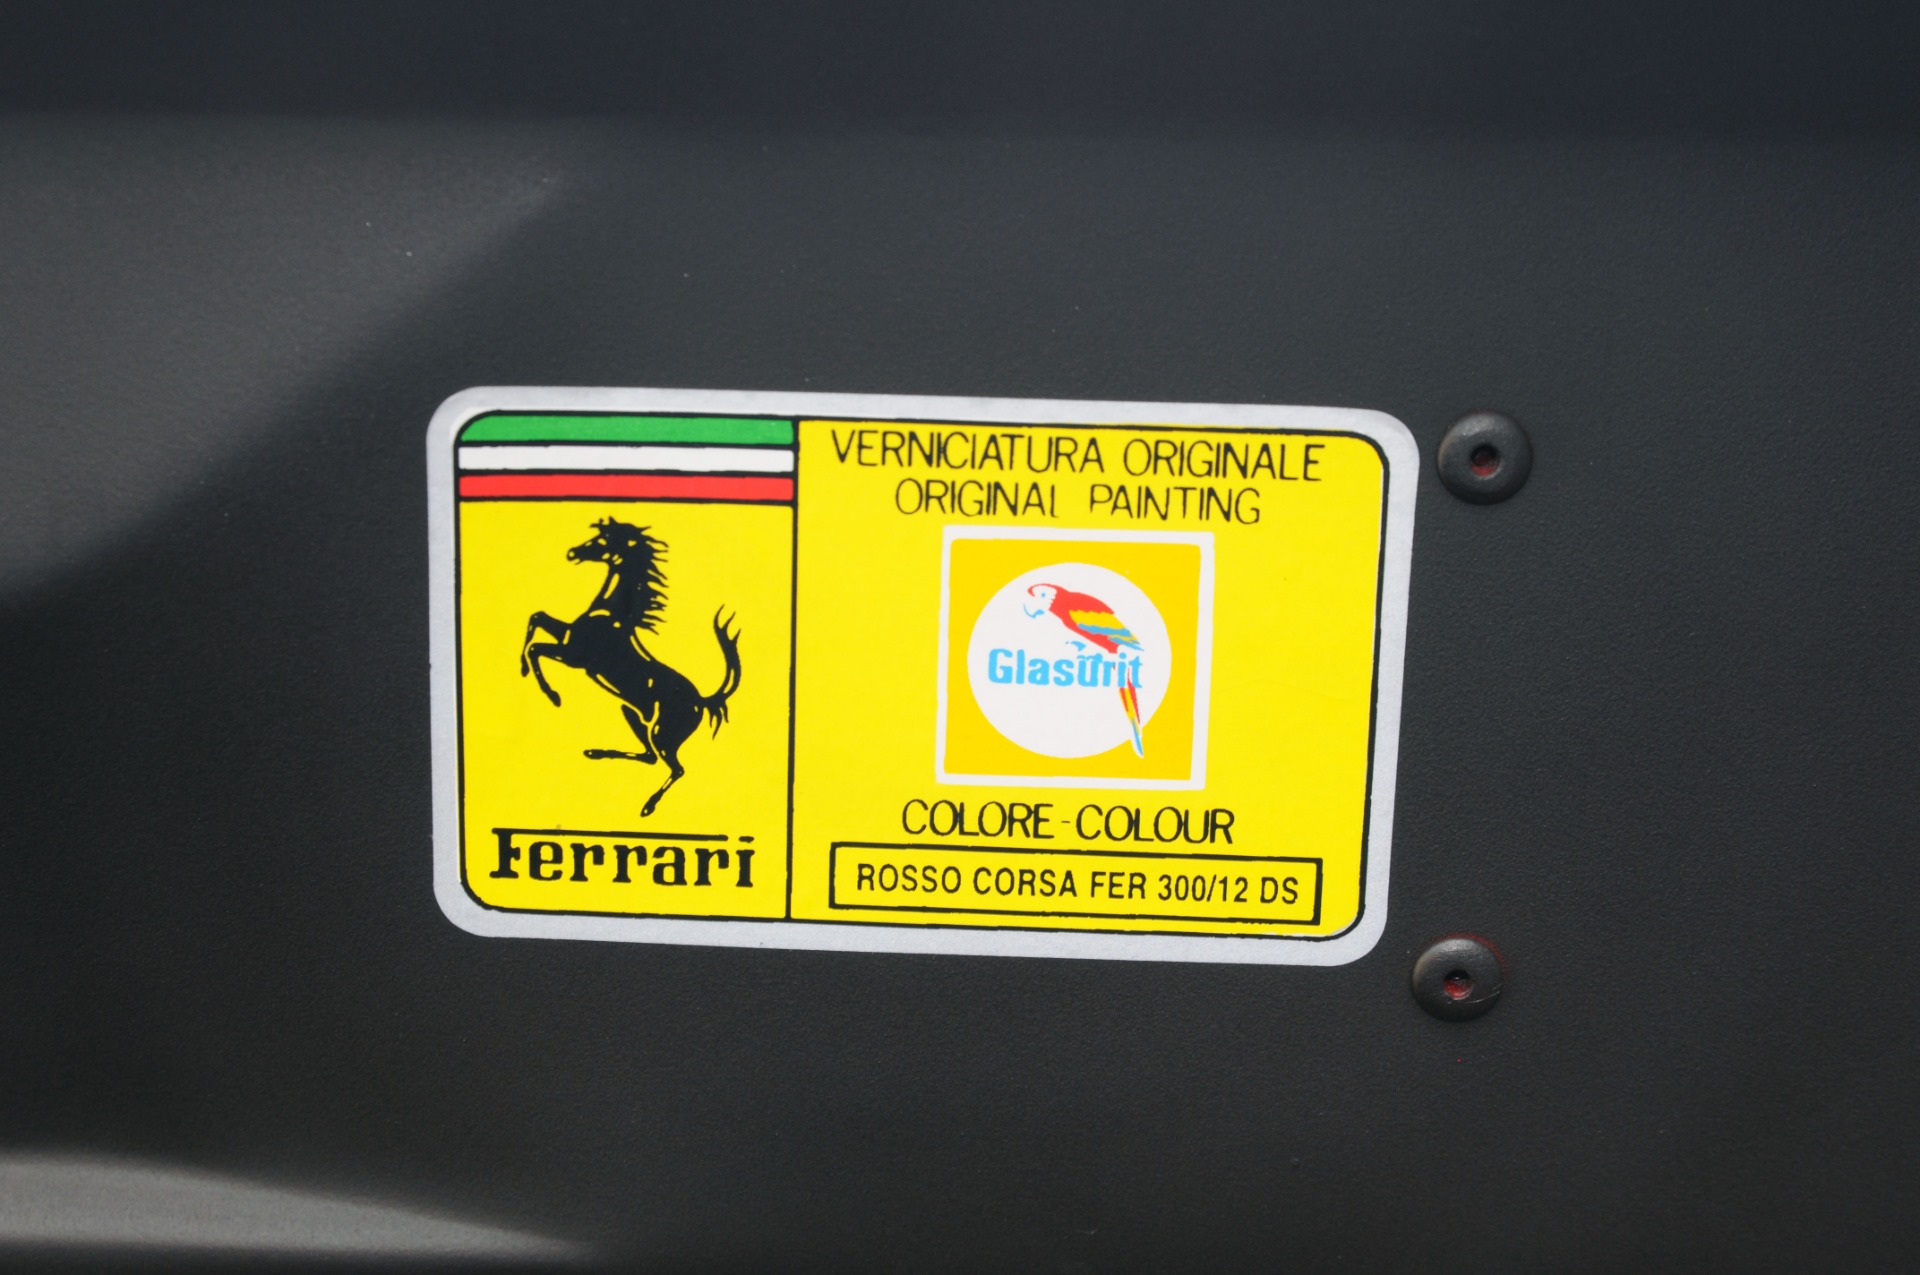 VERNICIATURA ORIGINALE
ORIGINAL PAINTING
Glasurit
COLORE-COLOUR
ROSSO CORSA FER 300/12 DS
Ferrari